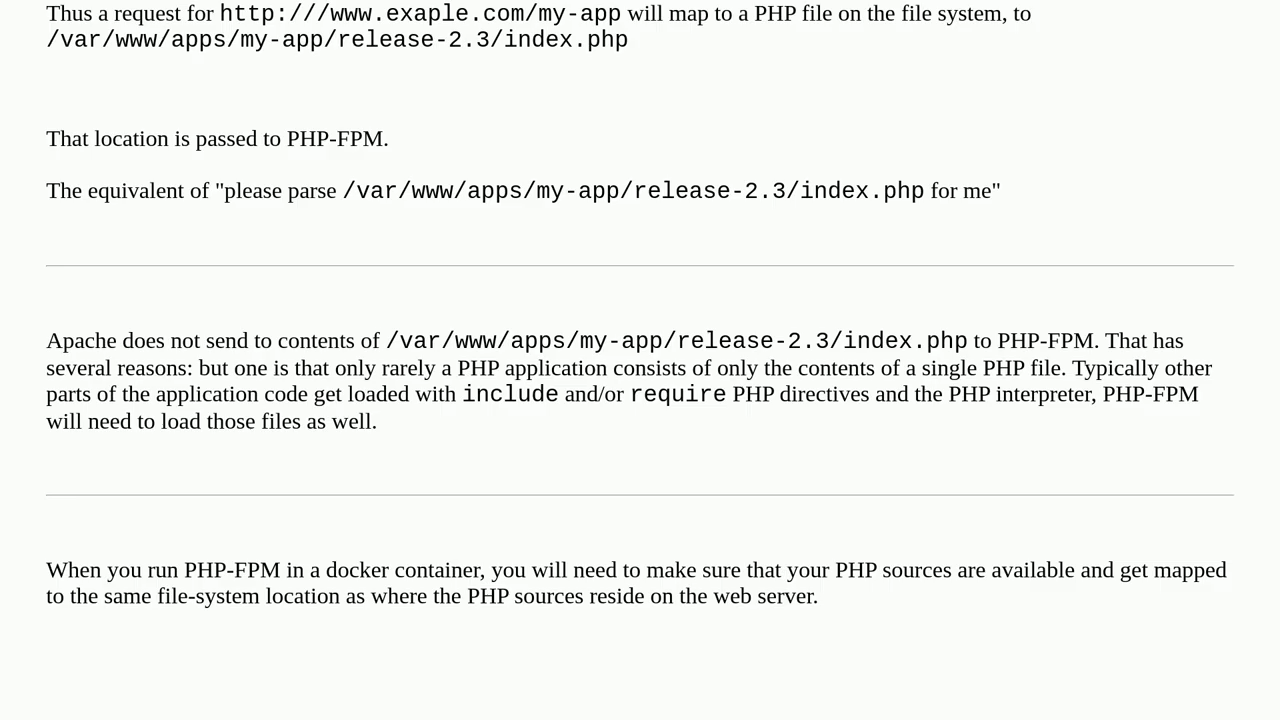 Thus a request for http:///www.exaple.com/my-app will map to a PHP file on the file system, to
/var/www/apps/my-app/release-2.3/index.php
That location is passed to PHP-FPM.
The equivalent of "please parse /var/www/apps/my-app/release-2.3/index.php for me"
Apache does not send to contents of /var/www/apps/my-app/release-2.3/index.php to PHP-FPM. That has
several reasons: but one is that only rarely a PHP application consists of only the contents of a single PHP file. Typically other
parts of the application code get loaded with include and/or require PHP directives and the PHP interpreter, PHP-FPM
will need to load those files as well.
When you run PHP-FPM in a docker container, you will need to make sure that your PHP sources are available and get mapped
to the same file-system location as where the PHP sources reside on the web server.